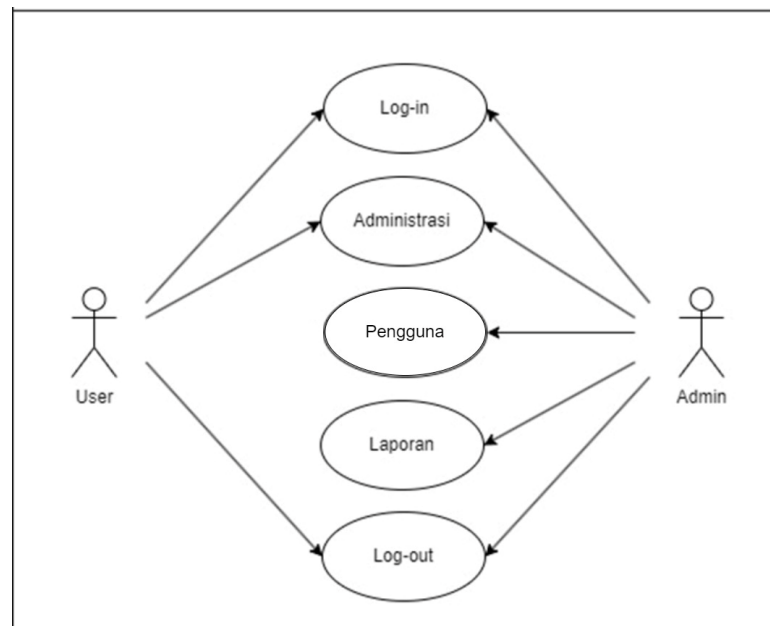 Log-in
Administrasi
Pengguna
User
Admin
Laporan
Log-out